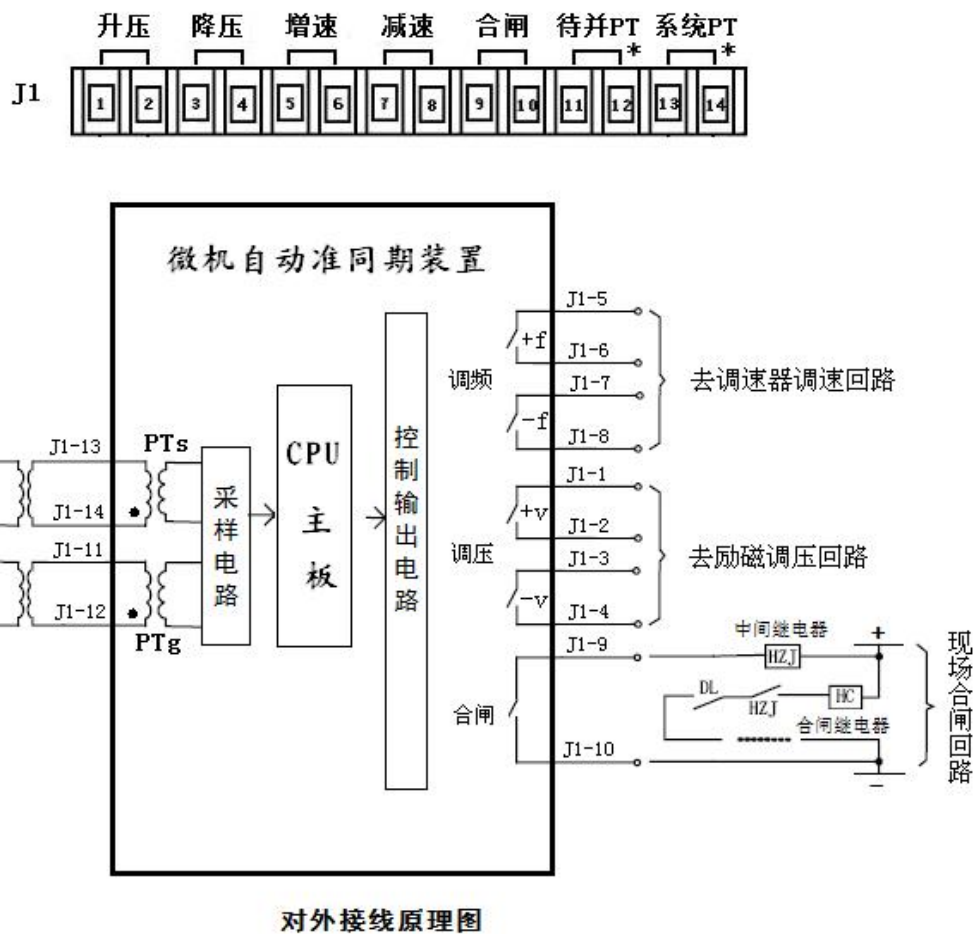 升压 降压 增速 减速 合闸 待并PT* 系统PT*
J1
1 2 3 4 5 6 7 8 9 10 11 12 13 14
微机自动准同期装置
J1-13
PTs
J1-14
J1-11
J1-12
PTg
采样电路
CPU
主
板
控制输出电路
调频
+f
-f
J1-5
J1-6
J1-7
J1-8
去调速器调速回路
调压
+v
-v
J1-1
J1-2
J1-3
J1-4
去励磁调压回路
合闸
J1-9
J1-10
中间继电器
HZJ
+
DL
HZJ
HC
合闸继电器
-
现场合闸回路
对外接线原理图